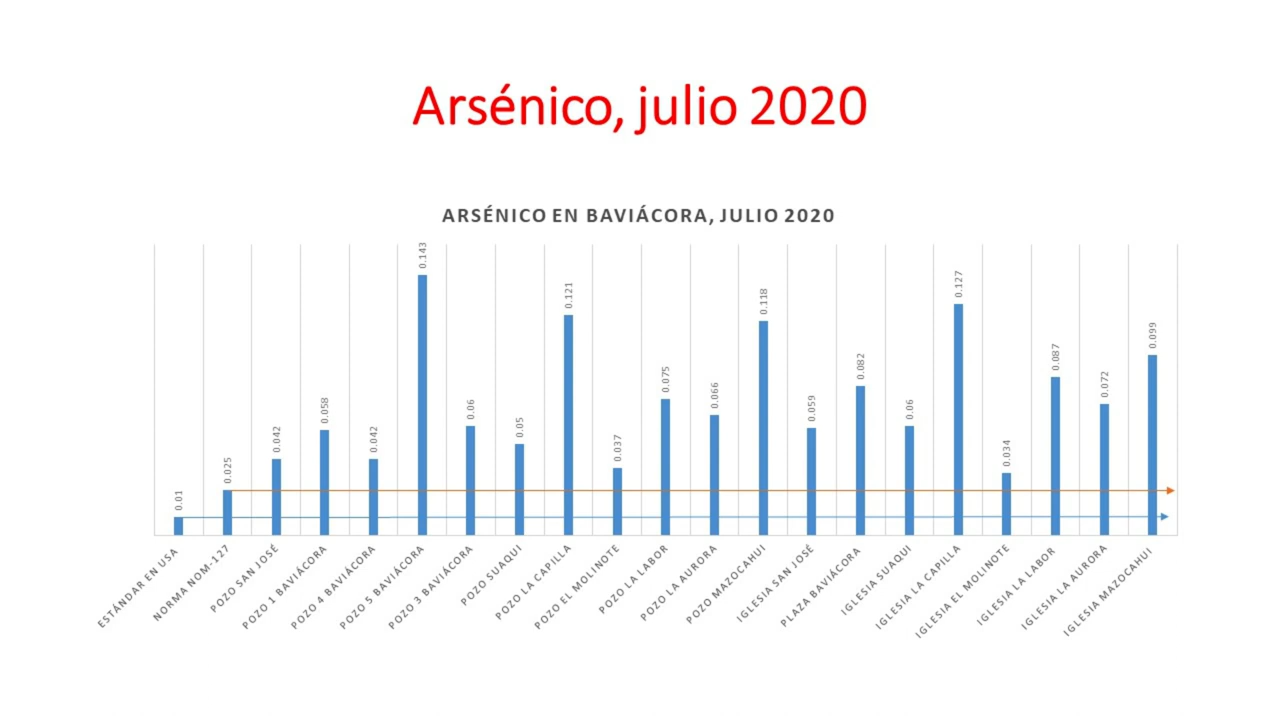 Arsénico, julio 2020
ARSÉNICO EN BAVIÁCORA, JULIO 2020
0.01
0.025
0.042
0.058
0.042
0.143
0.06
0.05
0.121
0.037
0.075
0.066
0.118
0.059
0.082
0.06
0.127
0.034
0.087
0.072
0.099
ESTÁNDAR EN USA
NORMA NOM-127
POZO SAN JOSÉ
POZO 1 BAVIÁCORA
POZO 4 BAVIÁCORA
POZO 5 BAVIÁCORA
POZO 3 BAVIÁCORA
POZO SUAQUI
POZO LA CAPILLA
POZO EL MOLINOTE
POZO LA LABOR
POZO LA AURORA
POZO MAZOCAHUI
IGLESIA SAN JOSÉ
PLAZA BAVIÁCORA
IGLESIA SUAQUI
IGLESIA LA CAPILLA
IGLESIA EL MOLINOTE
IGLESIA LA LABOR
IGLESIA LA AURORA
IGLESIA MAZOCAHUI